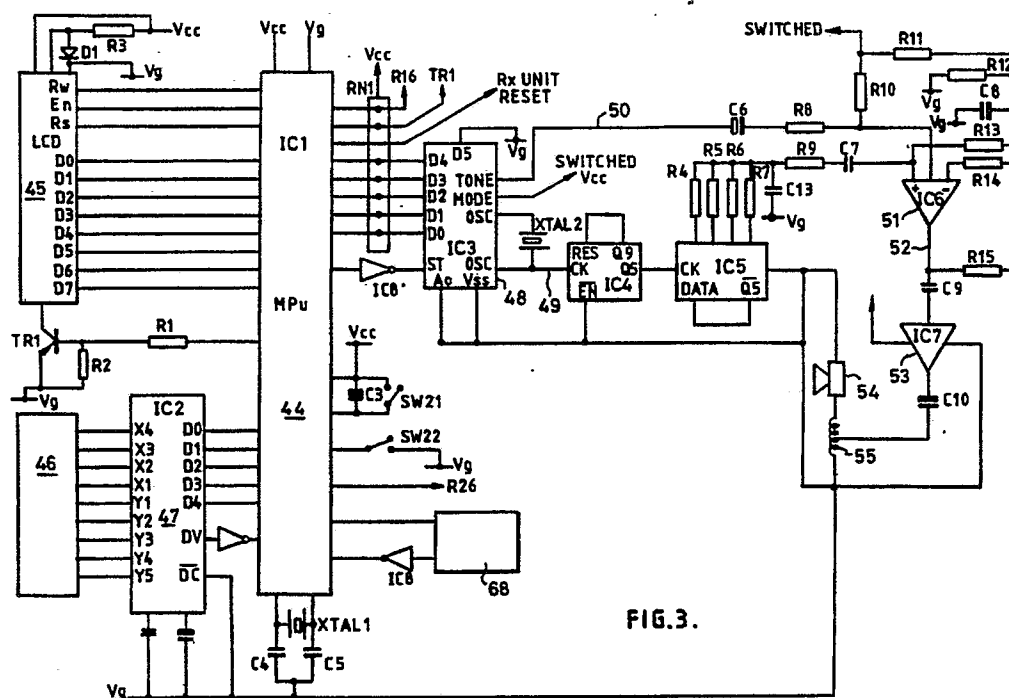 SWITCHED
R11
R3
Vcc
Vcc
Vg
D1
Vg
R12
R10
Vg
C8
Vg
R13
R14
RN1
R16
TR1
Rx UNIT
RESET
50
C6
R8
Rw
En
Rs
LCD
IC1
D5
Vg
R4
R5
R6
R7
R9
C7
C13
Vg
D0
D1
D2
D3
D4
D5
D6
D7
45
D4
D3
D2
D1
D0
TONE
MODE
OSC
IC3
ST
OSC
Ao
Vss
SWITCHED
Vcc
XTAL2
+
-
IC6
51
52
RES
Q9
CK
Q5
IC4
EN
CK
IC5
DATA
Q5
IC8
48
49
R15
C9
MPu
TR1
R1
R2
Vg
Vcc
C3
SW21
IC7
53
54
C10
44
SW22
Vg
55
R26
IC2
46
X4
X3
X2
X1
Y1
Y2
Y3
Y4
Y5
D0
D1
D2
D3
D4
47
DV
DC
IC8
68
XTAL1
C4
C5
Vg
FIG.3.